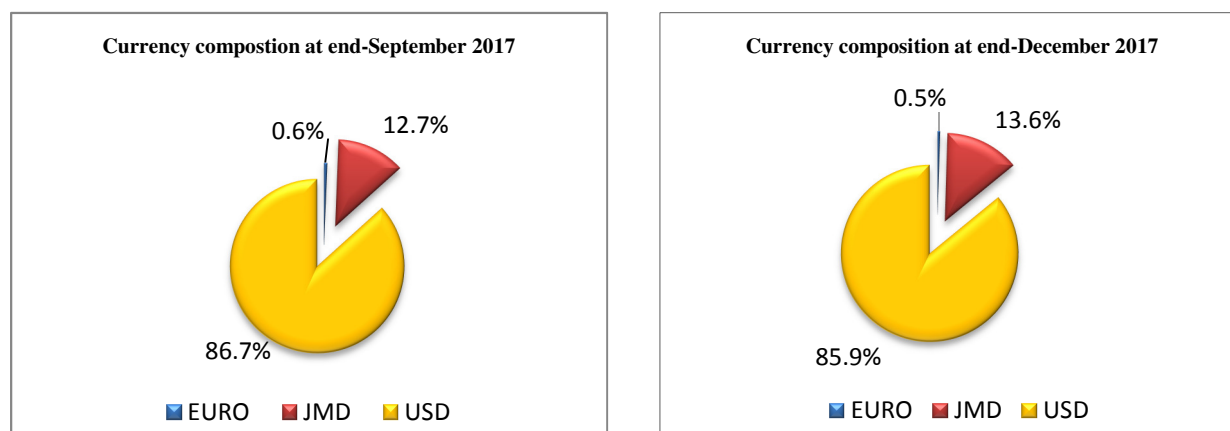 Currency compostion at end-September 2017
0.6%
12.7%
86.7%
EURO JMD USD
Currency composition at end-December 2017
0.5%
13.6%
85.9%
EURO JMD USD